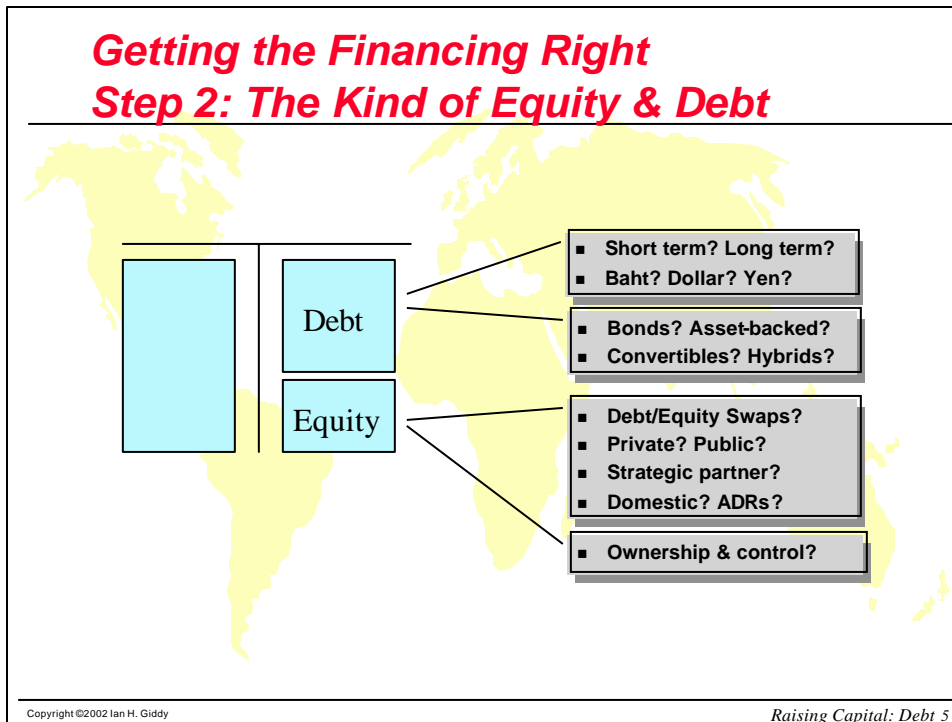 Getting the Financing Right
Step 2: The Kind of Equity & Debt
Debt
Equity
▪ Short term? Long term?
▪ Baht? Dollar? Yen?
▪ Bonds? Asset-backed?
▪ Convertibles? Hybrids?
▪ Debt/Equity Swaps?
▪ Private? Public?
▪ Strategic partner?
▪ Domestic? ADRs?
▪ Ownership & control?
Copyright ©2002 Ian H. Giddy
Raising Capital: Debt 5